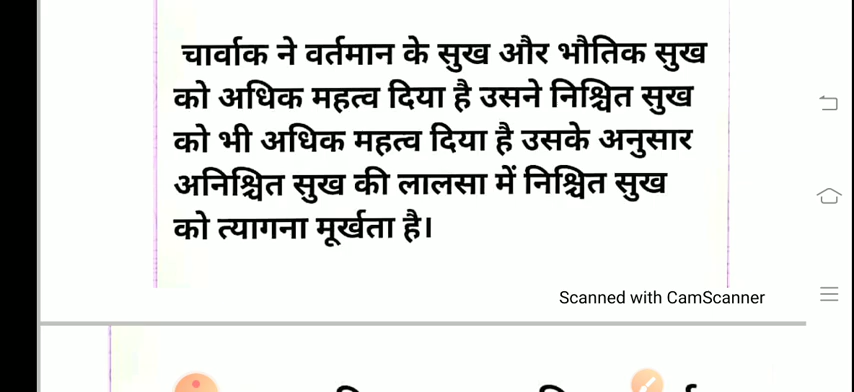 चार्वाक ने वर्तमान के सुख और भौतिक सुख
को अधिक महत्व दिया है उसने निश्चित सुख
को भी अधिक महत्व दिया है उसके अनुसार
अनिश्चित सुख की लालसा में निश्चित सुख
को त्यागना मूर्खता है।
Scanned with CamScanner